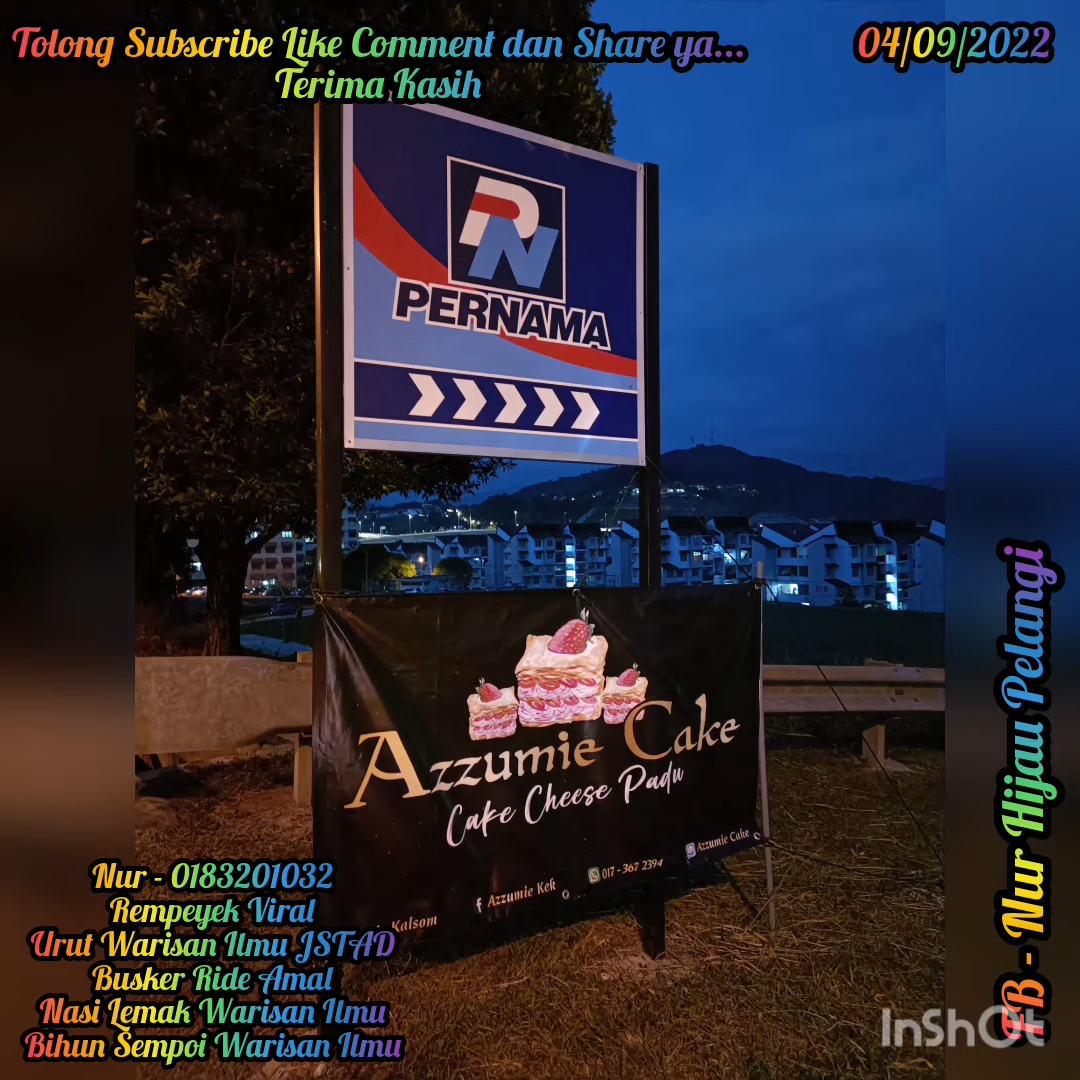 Tolong Subscribe Like Comment dan Share ya...
Terima Kasih
04/09/2022
PN
PERNAMA
Azzumie Cake
Cake Cheese Padu
Kalsom
Azzumie Kek
017-367 2394
Azzumie Cake
Nur - 0183201032
Rempeyek Viral
Urut Warisan Ilmu JSTAD
Busker Ride Amal
Nasi Lemak Warisan Ilmu
Bihun Sempoi Warisan Ilmu
FB - Nur Hijau Pelangi
InShOt